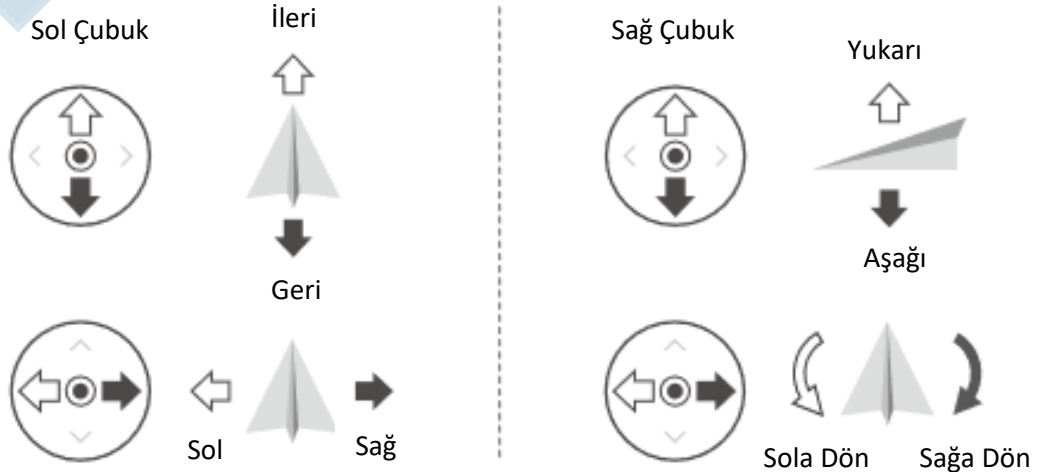 Sol Çubuk
İleri
Geri
Sol
Sağ
Sağ Çubuk
Yukarı
Aşağı
Sola Dön
Sağa Dön